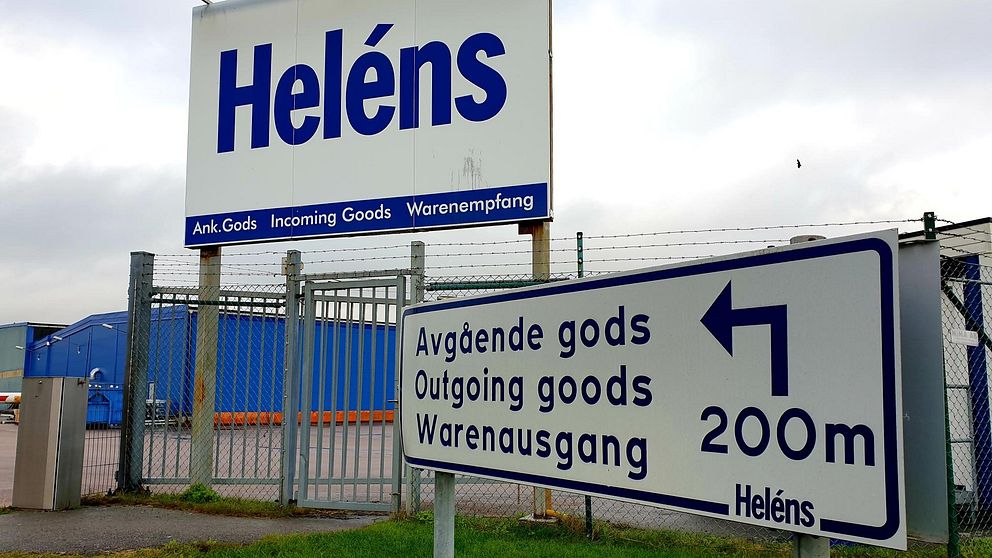 Heléns
Ank.Gods Incoming Goods Warenempfang
Avgående gods
Outgoing goods
Warenausgang
200m
Heléns